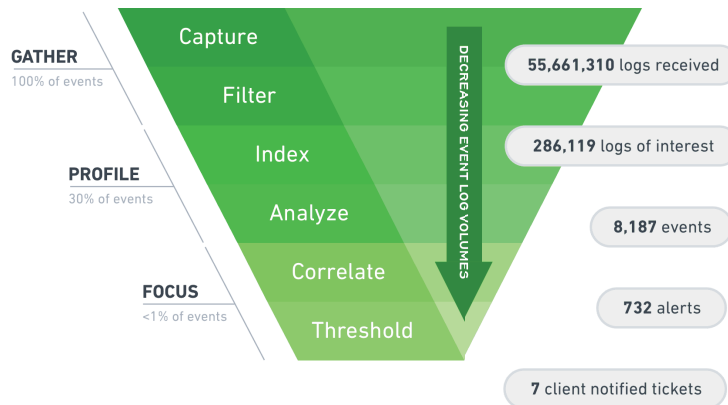 GATHER
100% of events
PROFILE
30% of events
FOCUS
<1% of events
Capture
Filter
Index
Analyze
Correlate
Threshold
DECREASING EVENT LOG VOLUMES
55,661,310 logs received
286,119 logs of interest
8,187 events
732 alerts
7 client notified tickets